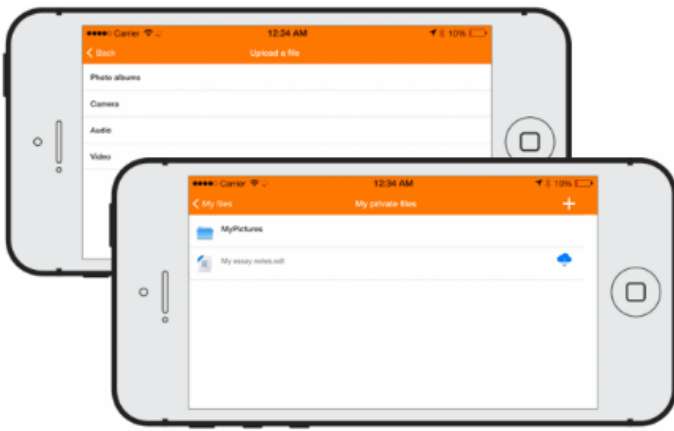 Carrier 12:34 AM 10%
Back Upload a file
Photo albums
Camera
Audio
Video
Carrier 12:34 AM 10%
My files My private files +
MyPictures
My essay notes.odt